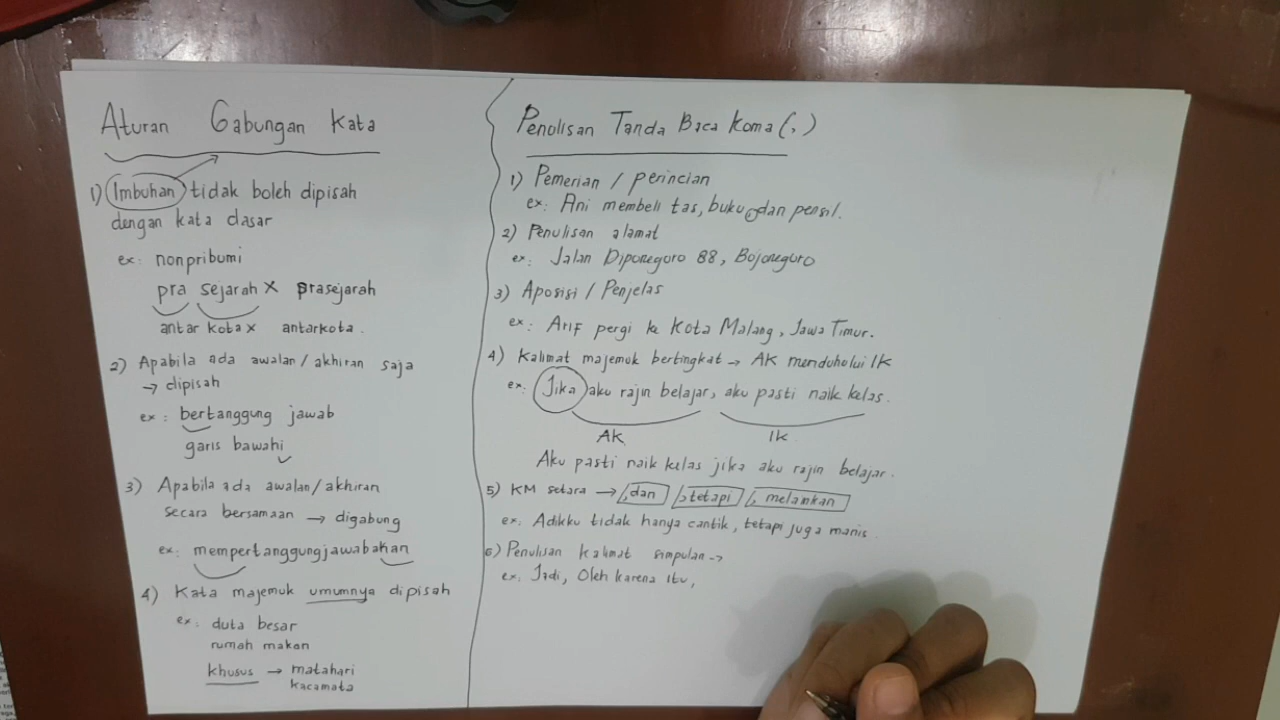 Aturan Gabungan Kata
1) Imbuhan tidak boleh dipisah
dengan kata dasar
ex: nonpribumi
pra sejarah X prasejarah
antar kota X antarkota.
2) Apabila ada awalan/akhiran saja
→ dipisah
ex: bertanggung jawab
garis bawahi
3) Apabila ada awalan/akhiran
secara bersamaan → digabung
ex: mempertanggungjawabakan
4) Kata majemuk umumnya dipisah
ex: duta besar
rumah makan
khusus → matahari
kacamata
Penulisan Tanda Baca Koma (,)
1) Pemerian / perincian
ex: Ani membeli tas, buku, dan pensil.
2) Penulisan alamat
ex: Jalan Diponegoro 88, Bojonegoro
3) Aposisi / Penjelas
ex: Arif pergi ke Kota Malang, Jawa Timur.
4) Kalimat majemuk bertingkat → AK menduholui IK
ex: Jika aku rajin belajar, aku pasti naik kelas.
AK IK
Aku pasti naik kelas jika aku rajin belajar.
5) KM setara → , dan , tetapi , melainkan
ex. Adikku tidak hanya cantik, tetapi juga manis.
6) Penulisan kalimat simpulan →
ex: Jadi, Oleh karena itu,